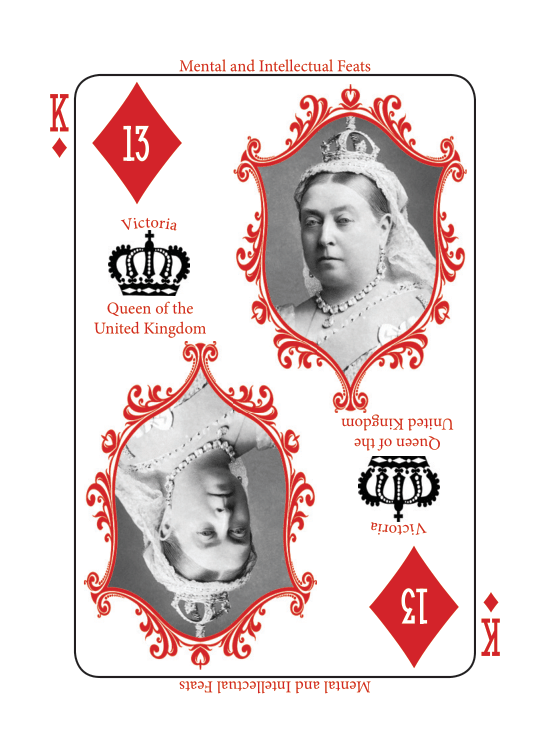 Mental and Intellectual Feats
K
13
Victoria
Queen of the
United Kingdom
Victoria
Queen of the
United Kingdom
13
K
Mental and Intellectual Feats